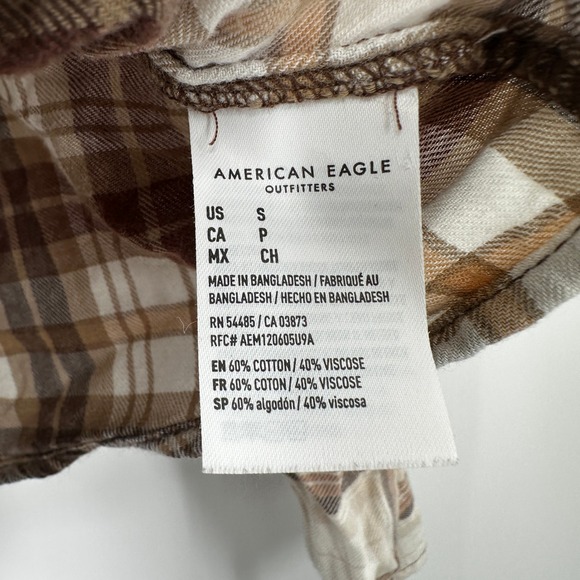 AMERICAN EAGLE
OUTFITTERS
US S
CA P
MX CH
MADE IN BANGLADESH / FABRIQUÉ AU
BANGLADESH / HECHO EN BANGLADESH
RN 54485 / CA 03873
RFC# AEM120605U9A
EN 60% COTTON / 40% VISCOSE
FR 60% COTON / 40% VISCOSE
SP 60% algodón / 40% viscosa